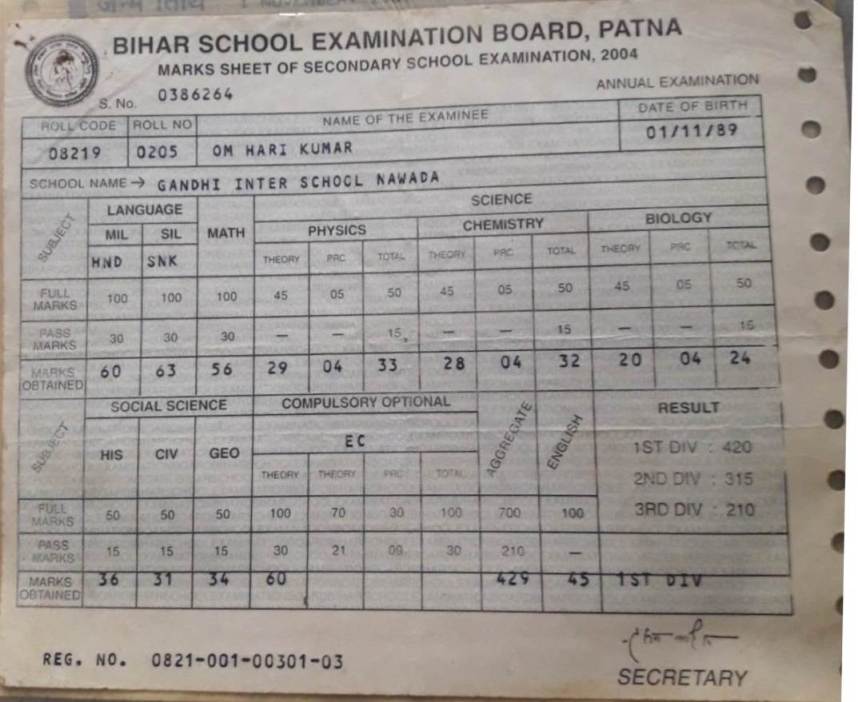 BIHAR SCHOOL EXAMINATION BOARD, PATNA
MARKS SHEET OF SECONDARY SCHOOL EXAMINATION, 2004
S. No. 0386264 ANNUAL EXAMINATION
ROLL CODE ROLL NO NAME OF THE EXAMINEE DATE OF BIRTH
08219 0205 OM HARI KUMAR 01/11/89
SCHOOL NAME → GANDHI INTER SCHOOL NAWADA
SUBJECT LANGUAGE MATH SCIENCE
MIL SIL PHYSICS CHEMISTRY BIOLOGY
HND SNK THEORY PRC TOTAL THEORY PRC TOTAL THEORY PRC TOTAL
FULL MARKS 100 100 100 45 05 50 45 05 50 45 05 50
PASS MARKS 30 30 30 — — 15 — — 15 — — 15
MARKS OBTAINED 60 63 56 29 04 33 28 04 32 20 04 24
SUBJECT SOCIAL SCIENCE COMPULSORY OPTIONAL AGGREGATE ENGLISH RESULT
HIS CIV GEO EC 1ST DIV : 420
THEORY THEORY PRC TOTAL 2ND DIV : 315
FULL MARKS 50 50 50 100 70 30 100 700 100 3RD DIV : 210
PASS MARKS 15 15 15 30 21 09 30 210 —
MARKS OBTAINED 36 31 34 60 429 45 1ST DIV
REG. NO. 0821-001-00301-03
SECRETARY